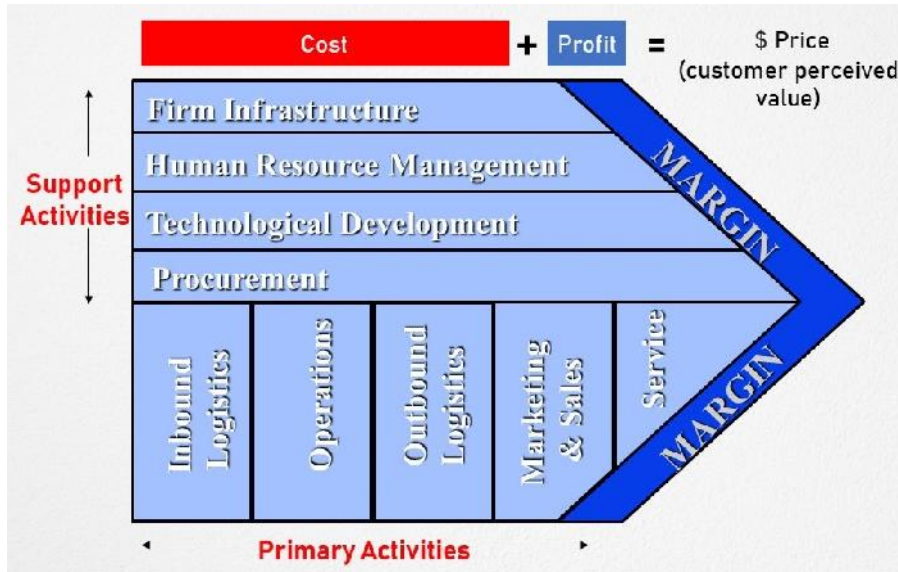 Cost + Profit = $ Price
(customer perceived
value)
Firm Infrastructure
Human Resource Management
Technological Development
Procurement
Support
Activities
MARGIN
MARGIN
Inbound
Logistics
Operations
Outbound
Logistics
Marketing
& Sales
Service
Primary Activities